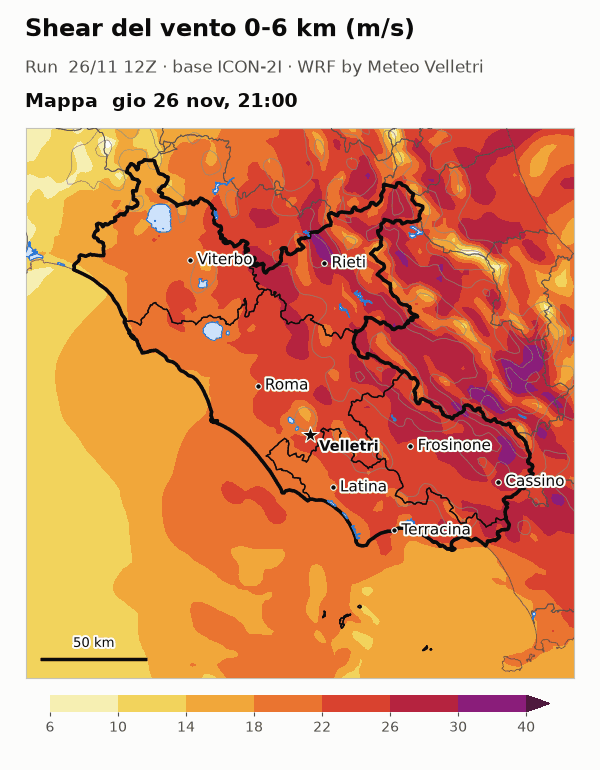 Shear del vento 0-6 km (m/s)
Run  26/11 12Z · base ICON-2I · WRF by Meteo Velletri
Mappa  gio 26 nov, 21:00
Viterbo
Rieti
Roma
Velletri
Frosinone
Cassino
Latina
Terracina
50 km
6 10 14 18 22 26 30 40